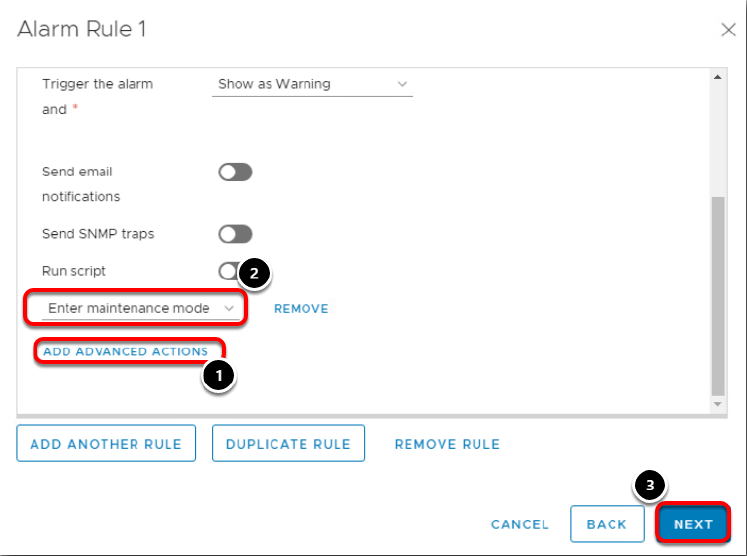 Alarm Rule 1
Trigger the alarm
and *
Show as Warning
Send email
notifications
Send SNMP traps
Run script
2
Enter maintenance mode
REMOVE
ADD ADVANCED ACTIONS
1
ADD ANOTHER RULE
DUPLICATE RULE
REMOVE RULE
3
CANCEL
BACK
NEXT